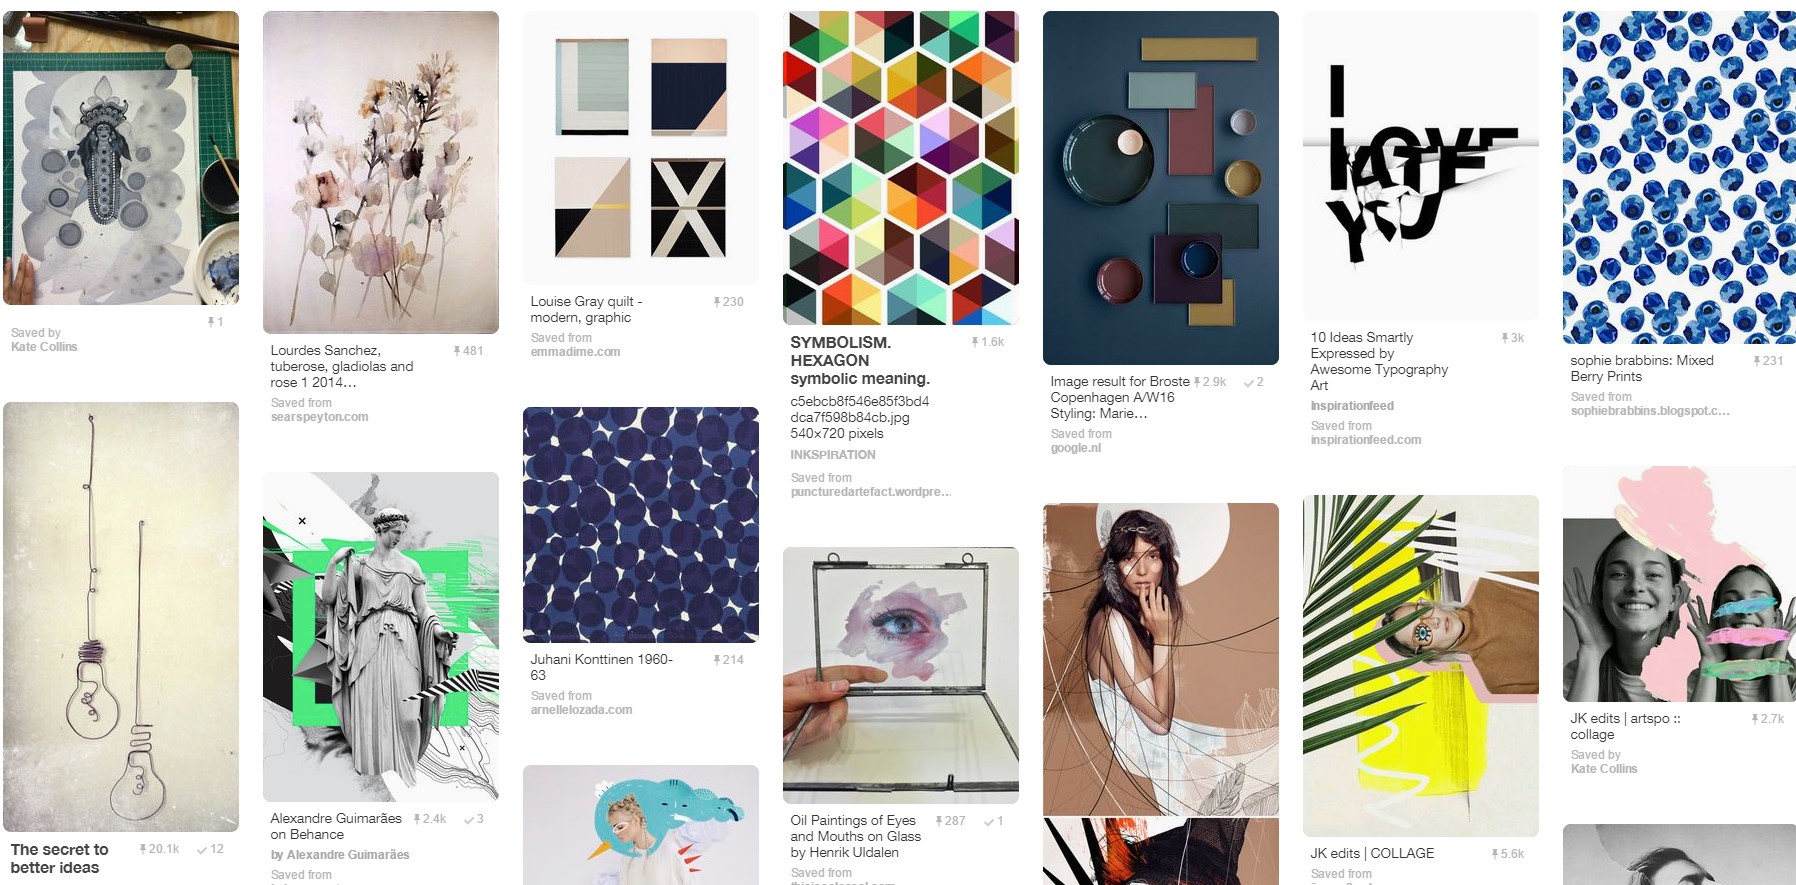 1
Saved by
Kate Collins
The secret to
better ideas
20.1k
12
Lourdes Sanchez,
tuberose, gladiolas and
rose 1 2014...
481
Saved from
searspeyton.com
Alexandre Guimarães
on Behance
2.4k
3
by Alexandre Guimarães
Saved from
Louise Gray quilt -
modern, graphic
230
Saved from
emmadime.com
Juhani Konttinen 1960-
63
214
Saved from
arnellelozada.com
SYMBOLISM.
HEXAGON
symbolic meaning.
1.6k
c5ebcb8f546e85f3bd4
dca7f598b84cb.jpg
540×720 pixels
INKSPIRATION
Saved from
puncturedartefact.wordpre...
Oil Paintings of Eyes
and Mouths on Glass
by Henrik Uldalen
287
1
Saved from
Image result for Broste
Copenhagen A/W16
Styling: Marie...
2.9k
2
Saved from
google.nl
I
LOVE
HATE
YOU
10 Ideas Smartly
Expressed by
Awesome Typography
Art
3k
Inspirationfeed
Saved from
inspirationfeed.com
JK edits | COLLAGE
5.6k
Saved from
sophie brabbins: Mixed
Berry Prints
231
Saved from
sophiebrabbins.blogspot.c...
JK edits | artspo ::
collage
2.7k
Saved by
Kate Collins